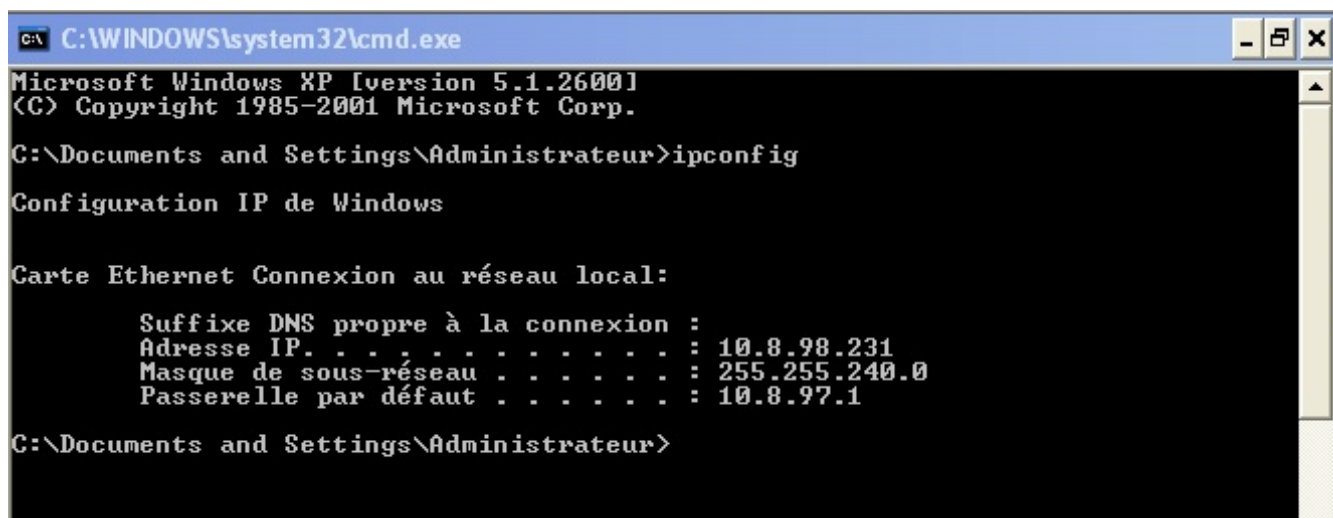 C:\WINDOWS\system32\cmd.exe
Microsoft Windows XP [version 5.1.2600]
(C) Copyright 1985-2001 Microsoft Corp.
C:\Documents and Settings\Administrateur>ipconfig
Configuration IP de Windows
Carte Ethernet Connexion au réseau local:
Suffixe DNS propre à la connexion :
Adresse IP. . . . . . . . . . . . : 10.8.98.231
Masque de sous-réseau . . . . . . : 255.255.240.0
Passerelle par défaut . . . . . . : 10.8.97.1
C:\Documents and Settings\Administrateur>